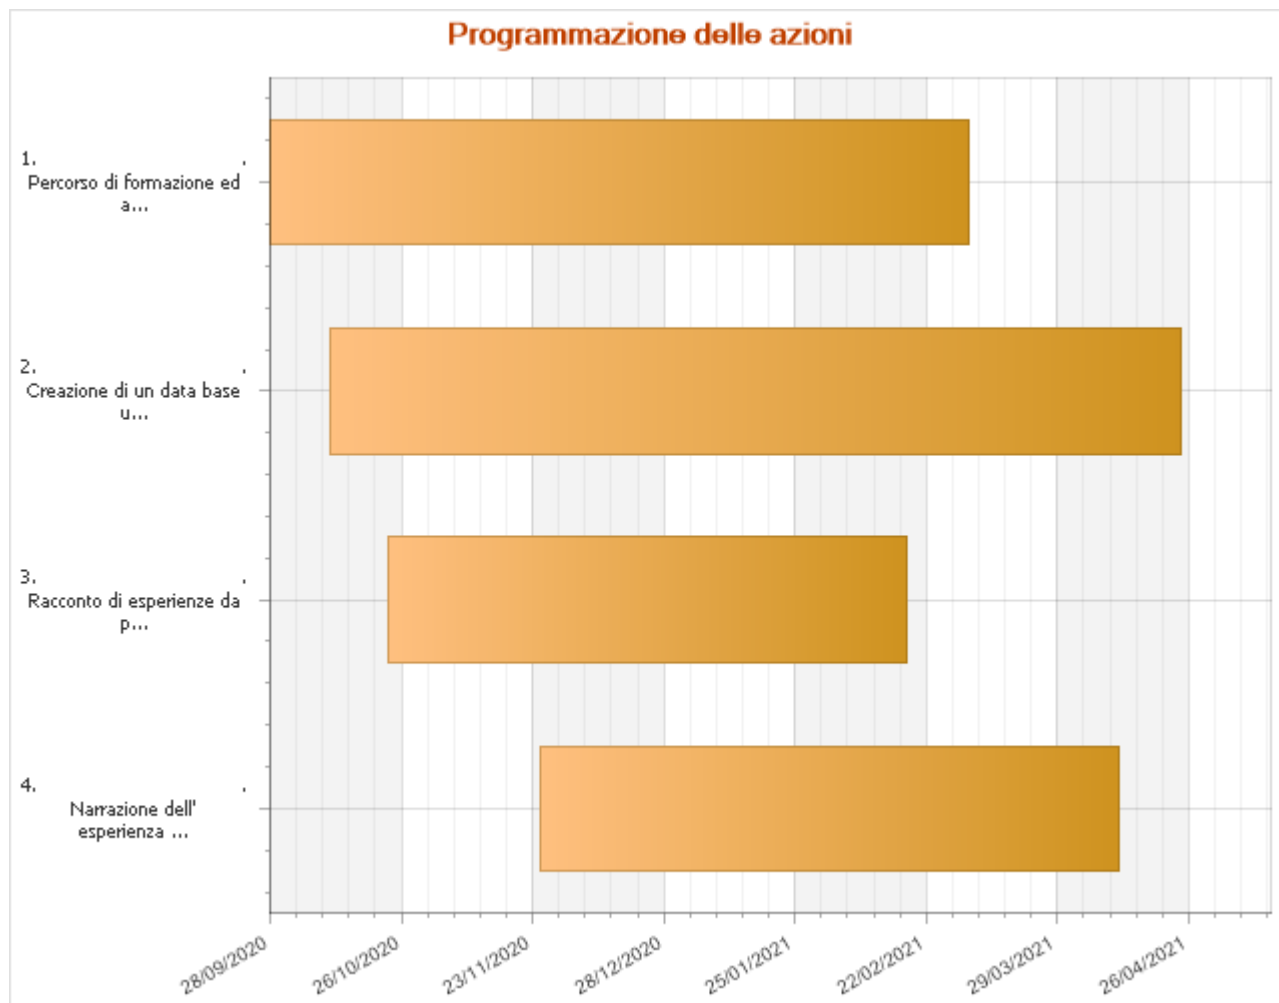 Programmazione delle azioni
1. .
Percorso di formazione ed
a...
2. .
Creazione di un data base
u...
3. .
Racconto di esperienze da
p...
4. .
Narrazione dell'
esperienza ...
28/09/2020
26/10/2020
23/11/2020
28/12/2020
25/01/2021
22/02/2021
29/03/2021
26/04/2021